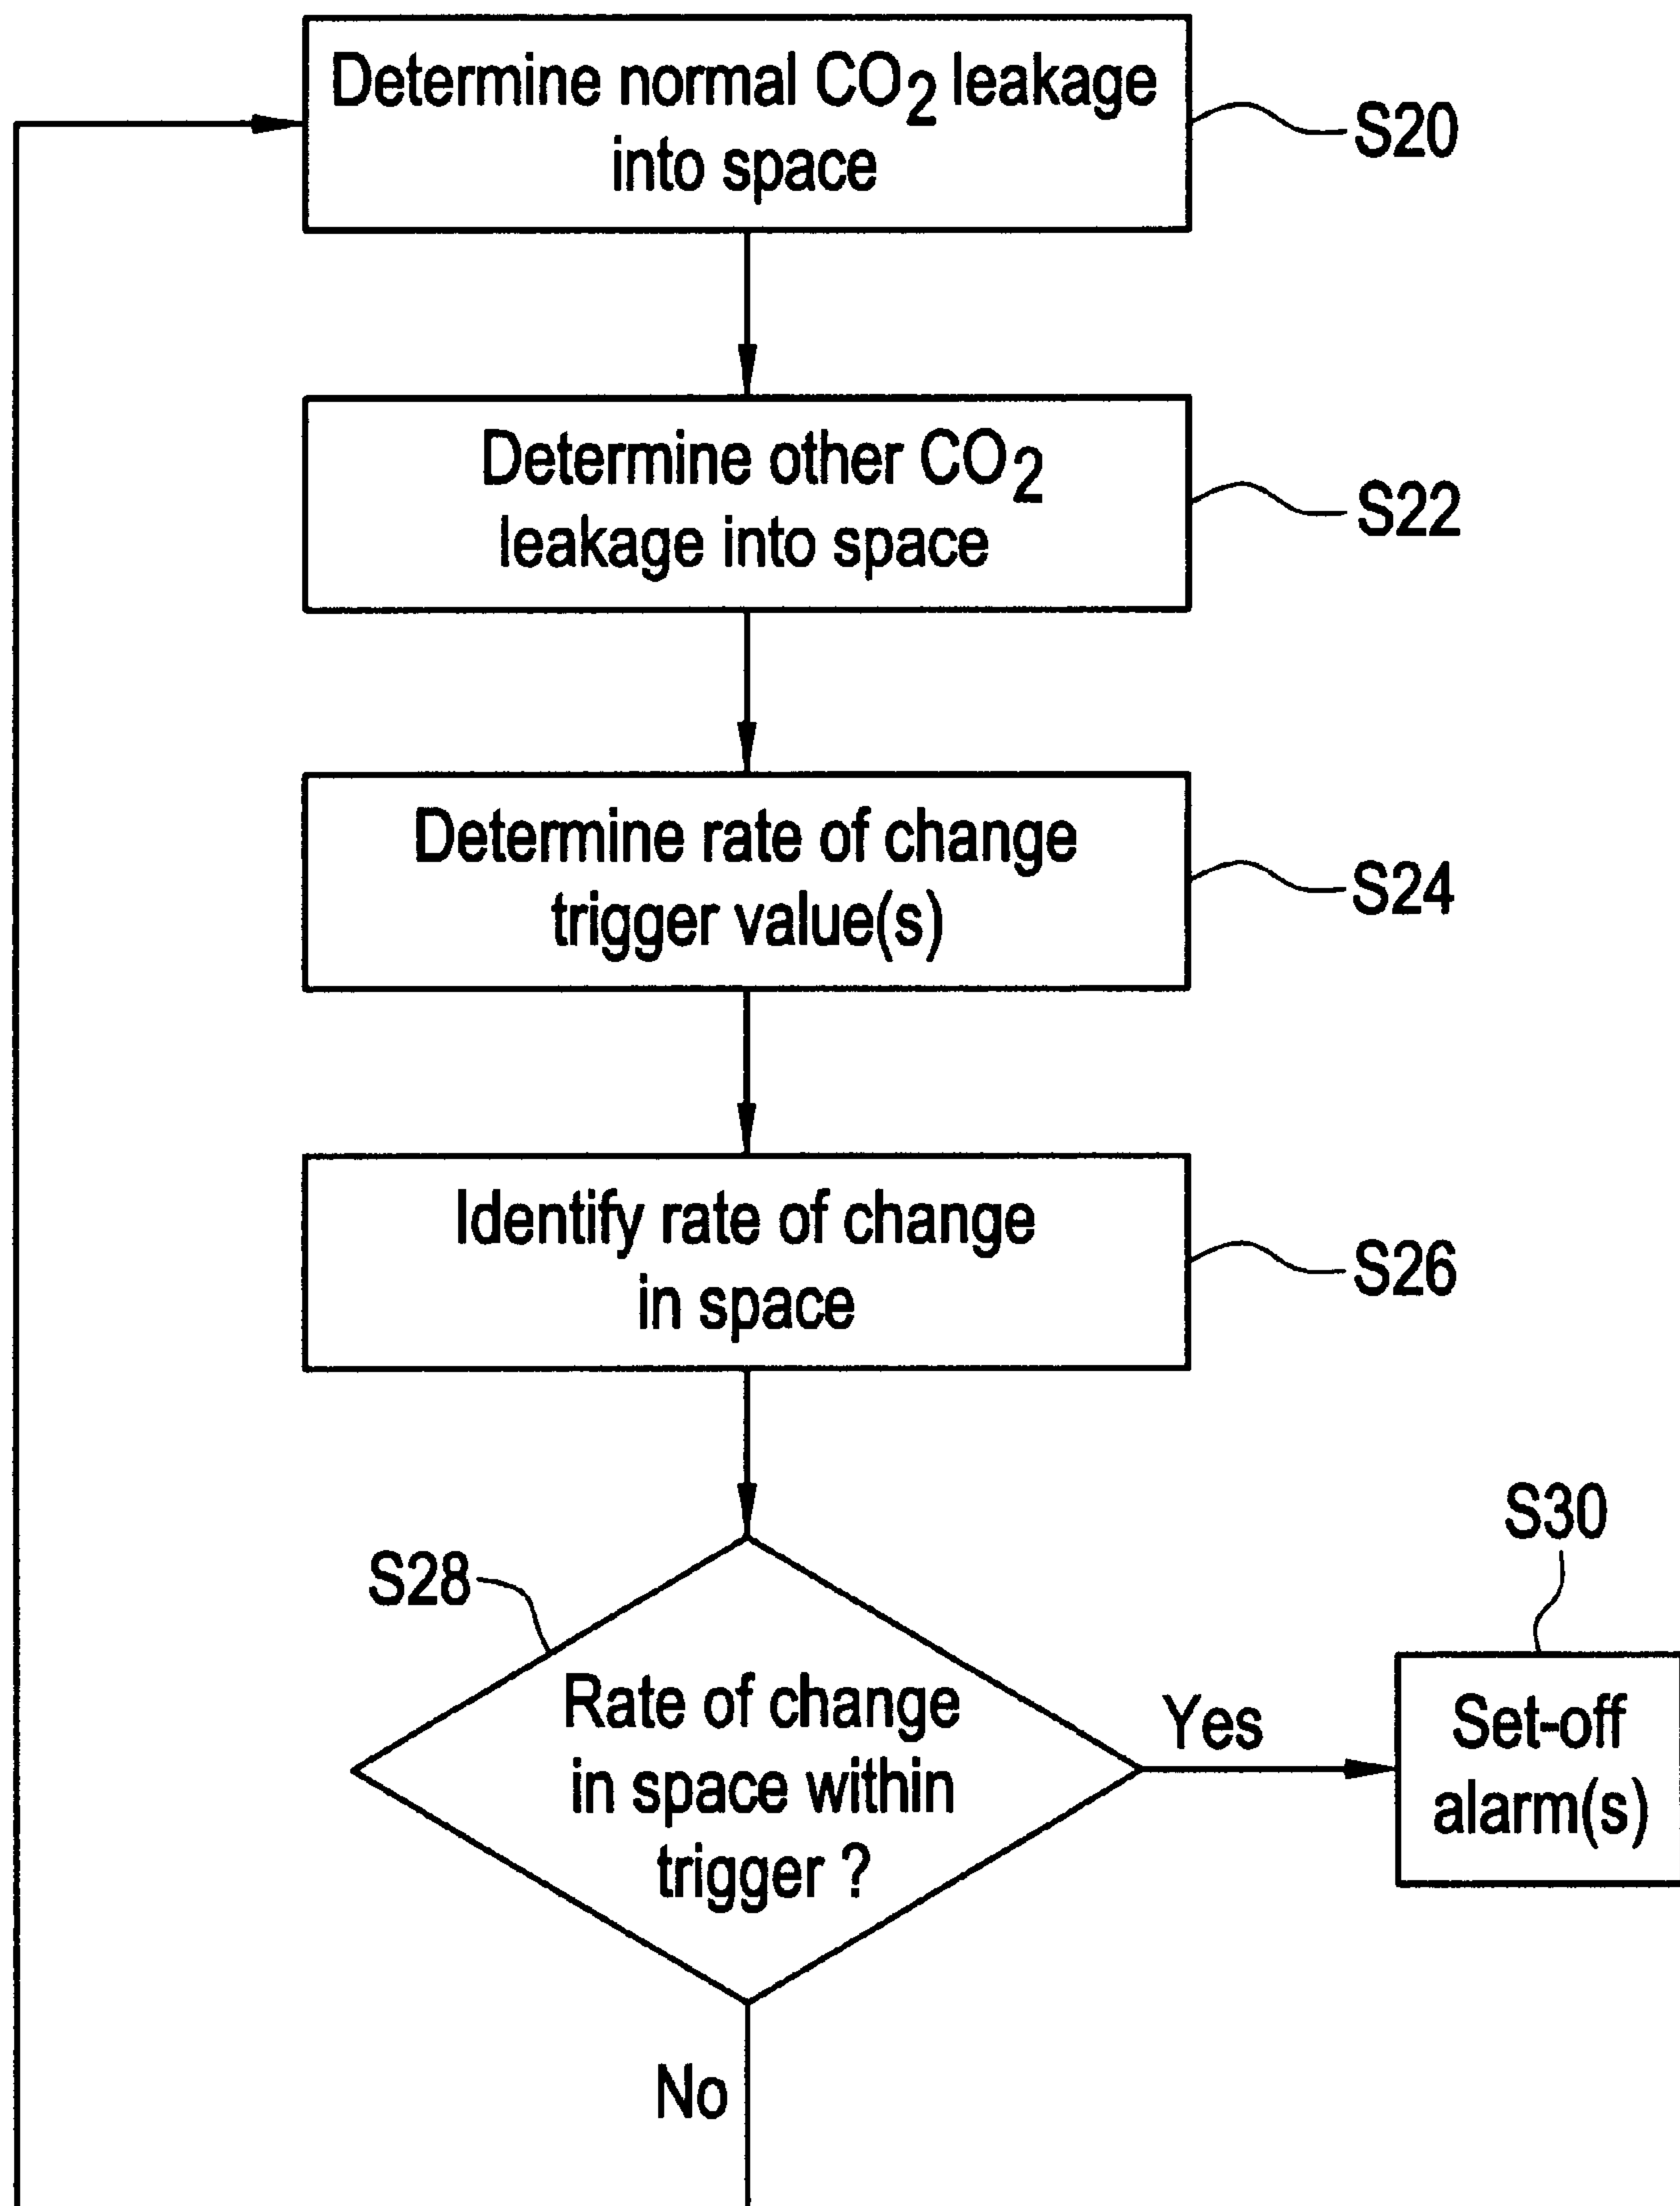 Determine normal CO2 leakage
into space
S20
Determine other CO2
leakage into space
S22
Determine rate of change
trigger value(s)
S24
Identify rate of change
in space
S26
S28
Rate of change
in space within
trigger ?
Yes
S30
Set-off
alarm(s)
No